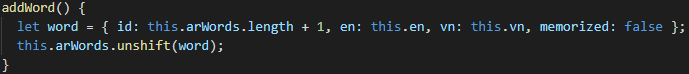 addWord() {
let word = { id: this.arWords.length + 1, en: this.en, vn: this.vn, memorized: false };
this.arWords.unshift(word);
}